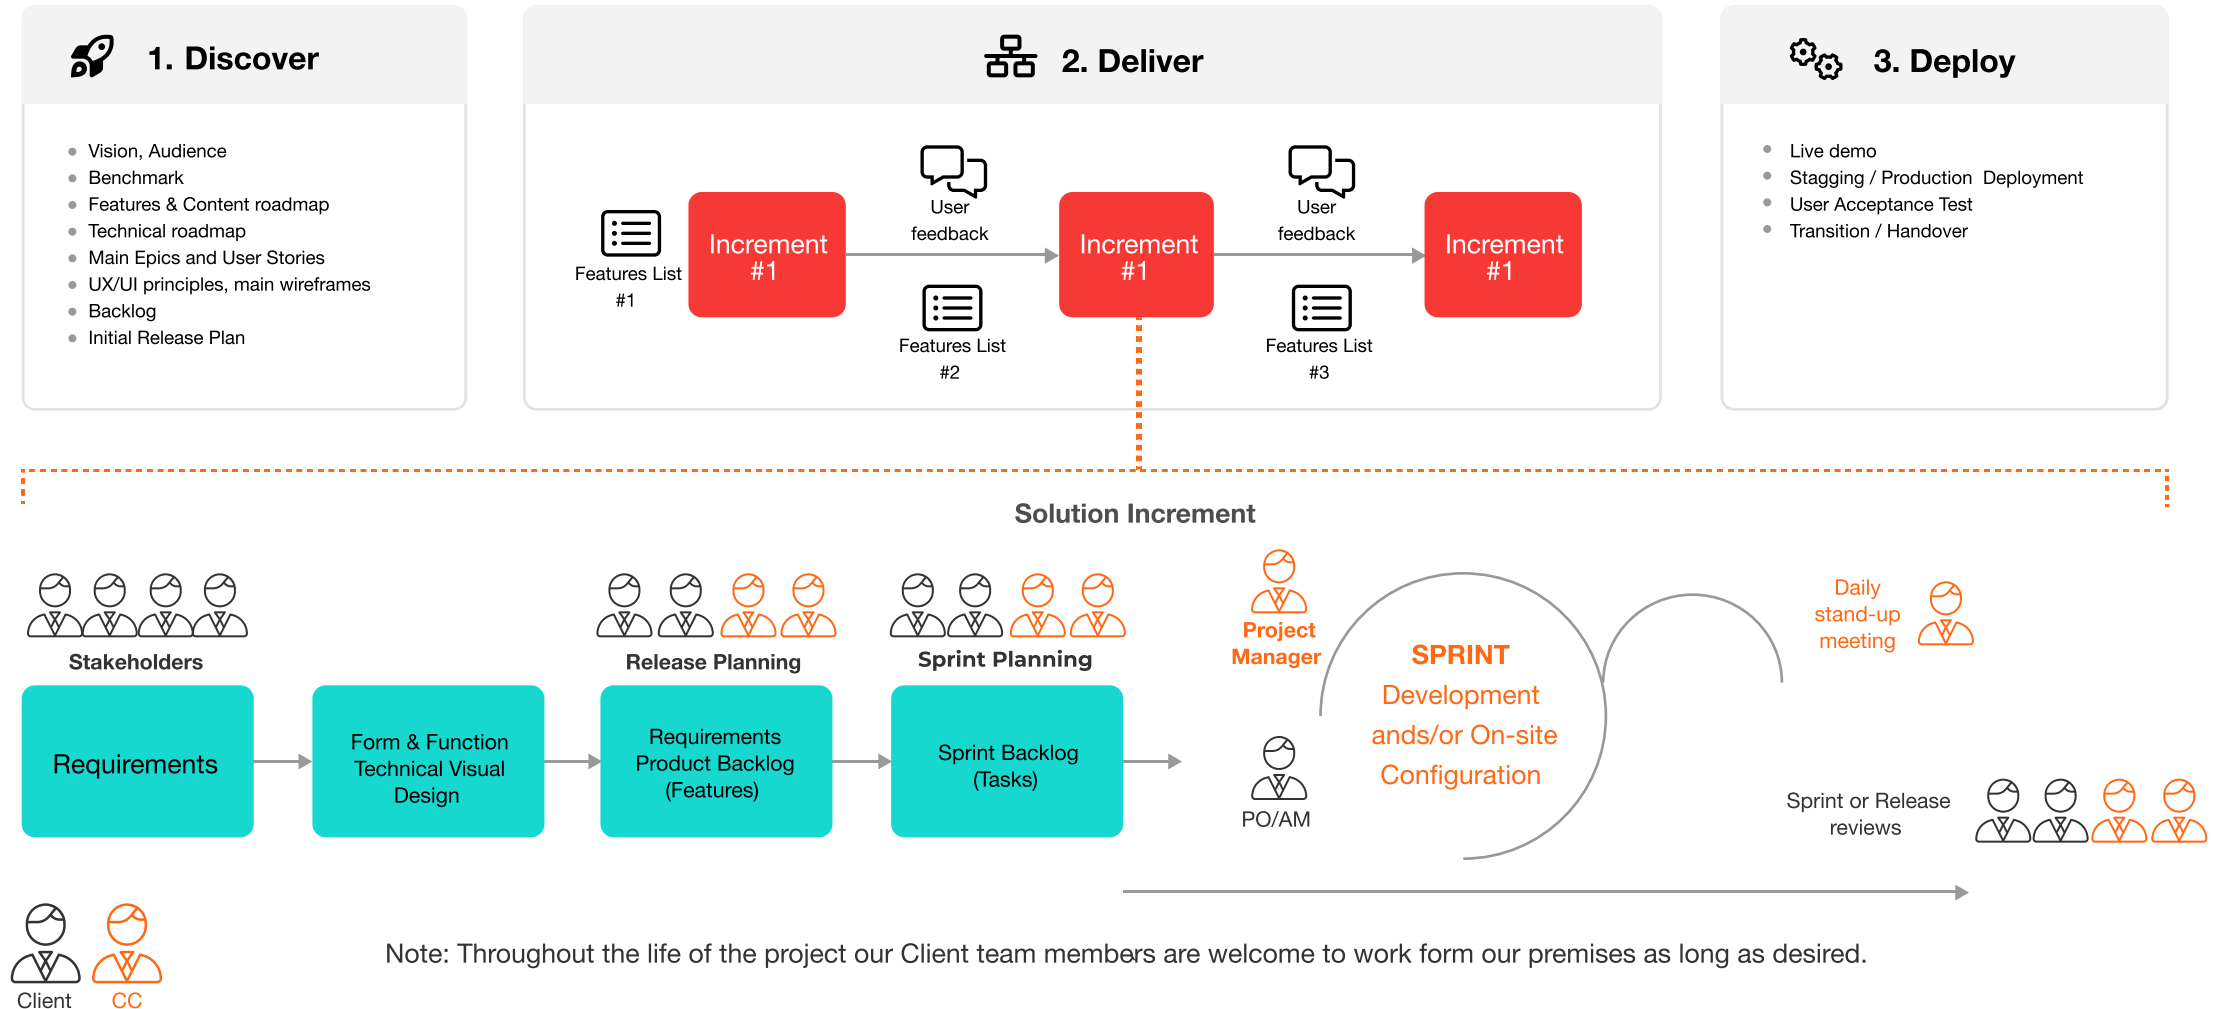 1. Discover
Vision, Audience
Benchmark
Features & Content roadmap
Technical roadmap
Main Epics and User Stories
UX/UI principles, main wireframes
Backlog
Initial Release Plan
2. Deliver
Features List
#1
Increment
#1
User
feedback
Features List
#2
Increment
#1
User
feedback
Features List
#3
Increment
#1
3. Deploy
Live demo
Stagging / Production Deployment
User Acceptance Test
Transition / Handover
Solution Increment
Stakeholders
Requirements
Form & Function
Technical Visual
Design
Release Planning
Requirements
Product Backlog
(Features)
Sprint Planning
Sprint Backlog
(Tasks)
Project
Manager
PO/AM
SPRINT
Development
ands/or On-site
Configuration
Daily
stand-up
meeting
Sprint or Release
reviews
Client
CC
Note: Throughout the life of the project our Client team members are welcome to work form our premises as long as desired.